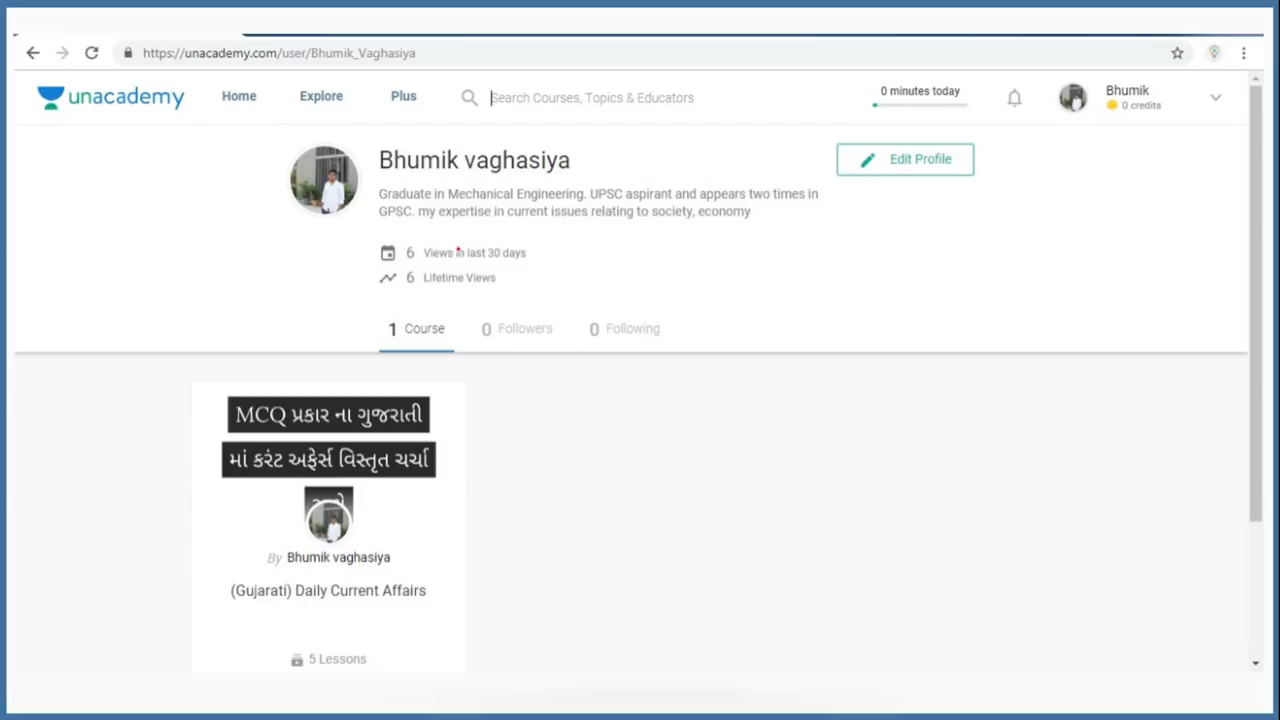 https://unacademy.com/user/Bhumik_Vaghasiya
unacademy
Home Explore Plus
Search Courses, Topics & Educators
0 minutes today
Bhumik
0 credits
Bhumik vaghasiya
Edit Profile
Graduate in Mechanical Engineering. UPSC aspirant and appears two times in
GPSC. my expertise in current issues relating to society, economy
6 Views in last 30 days
6 Lifetime Views
1 Course 0 Followers 0 Following
MCQ પ્રકાર ના ગુજરાતી
માં કરંટ અફેર્સ વિસ્તૃત ચર્ચા
By Bhumik vaghasiya
(Gujarati) Daily Current Affairs
5 Lessons